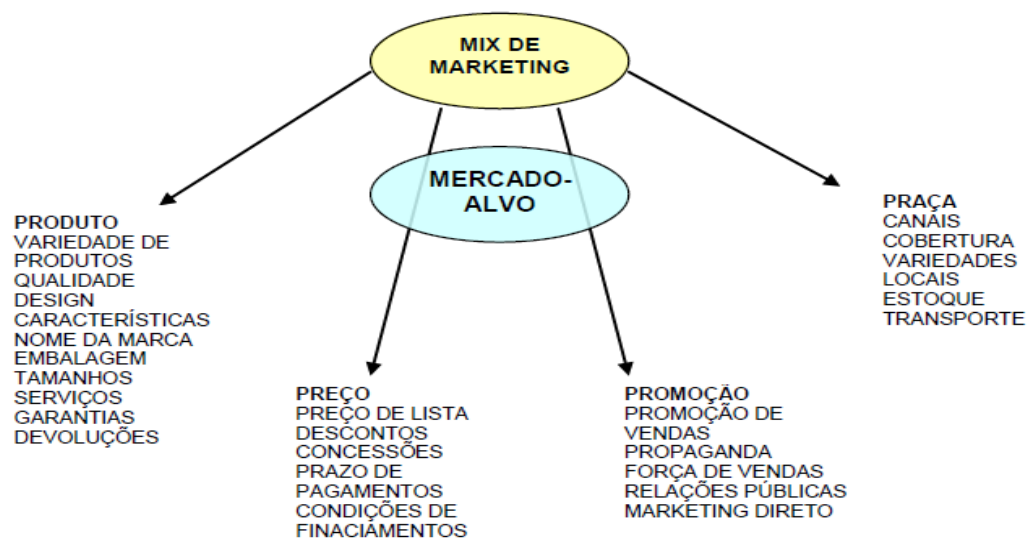 MIX DE
MARKETING
MERCADO-
ALVO
PRODUTO
VARIEDADE DE
PRODUTOS
QUALIDADE
DESIGN
CARACTERÍSTICAS
NOME DA MARCA
EMBALAGEM
TAMANHOS
SERVIÇOS
GARANTIAS
DEVOLUÇÕES
PREÇO
PREÇO DE LISTA
DESCONTOS
CONCESSÕES
PRAZO DE
PAGAMENTOS
CONDIÇÕES DE
FINACIAMENTOS
PROMOÇÃO
PROMOÇÃO DE
VENDAS
PROPAGANDA
FORÇA DE VENDAS
RELAÇÕES PÚBLICAS
MARKETING DIRETO
PRAÇA
CANAIS
COBERTURA
VARIEDADES
LOCAIS
ESTOQUE
TRANSPORTE